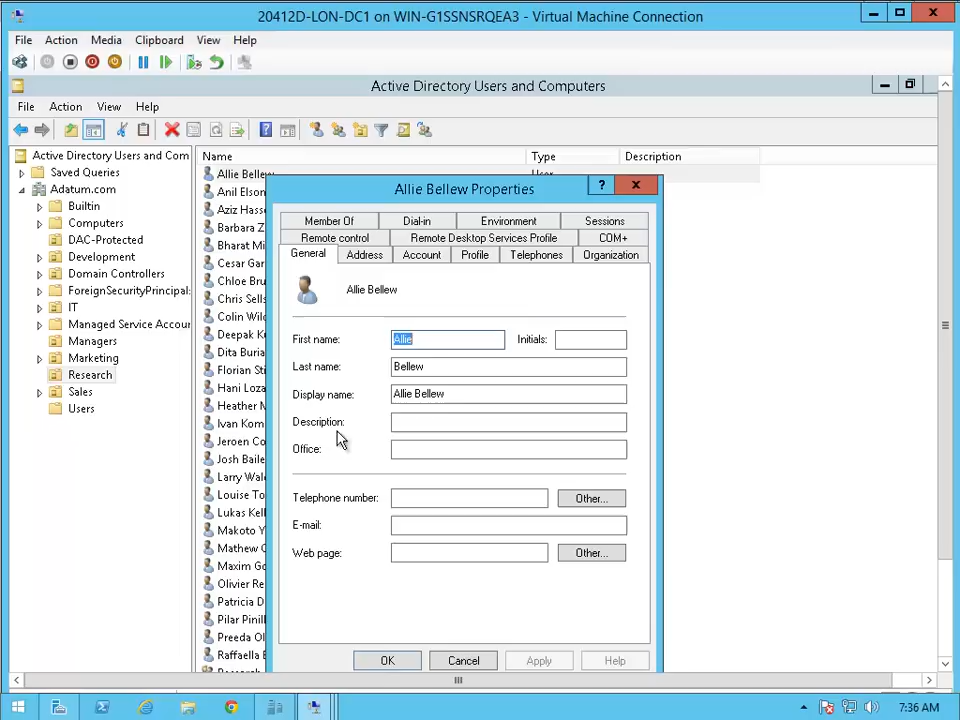 20412D-LON-DC1 on WIN-G1SSNSRQEA3 - Virtual Machine Connection
File Action Media Clipboard View Help
Active Directory Users and Computers
File Action View Help
Active Directory Users and Com
Saved Queries
Adatum.com
Builtin
Computers
DAC-Protected
Development
Domain Controllers
ForeignSecurityPrincipal:
IT
Managed Service Accour
Managers
Marketing
Research
Sales
Users
Name Type Description
Allie Bellew User
Anil Elson
Aziz Hass
Barbara Z
Bharat Mi
Cesar Gar
Chloe Bru
Chris Sells
Colin Wild
Deepak K
Dita Buria
Florian Sti
Hani Loza
Heather M
Ivan Kom
Jeroen Co
Josh Baile
Larry Wal
Louise To
Lukas Kell
Makoto Y
Mathew C
Maxim Go
Olivier Re
Patricia D
Pilar Pinill
Preeda Ol
Raffaella
Allie Bellew Properties
? x
Member Of Dial-in Environment Sessions
Remote control Remote Desktop Services Profile COM+
General Address Account Profile Telephones Organization
Allie Bellew
First name: Allie Initials:
Last name: Bellew
Display name: Allie Bellew
Description:
Office:
Telephone number: Other...
E-mail:
Web page: Other...
OK Cancel Apply Help
7:36 AM